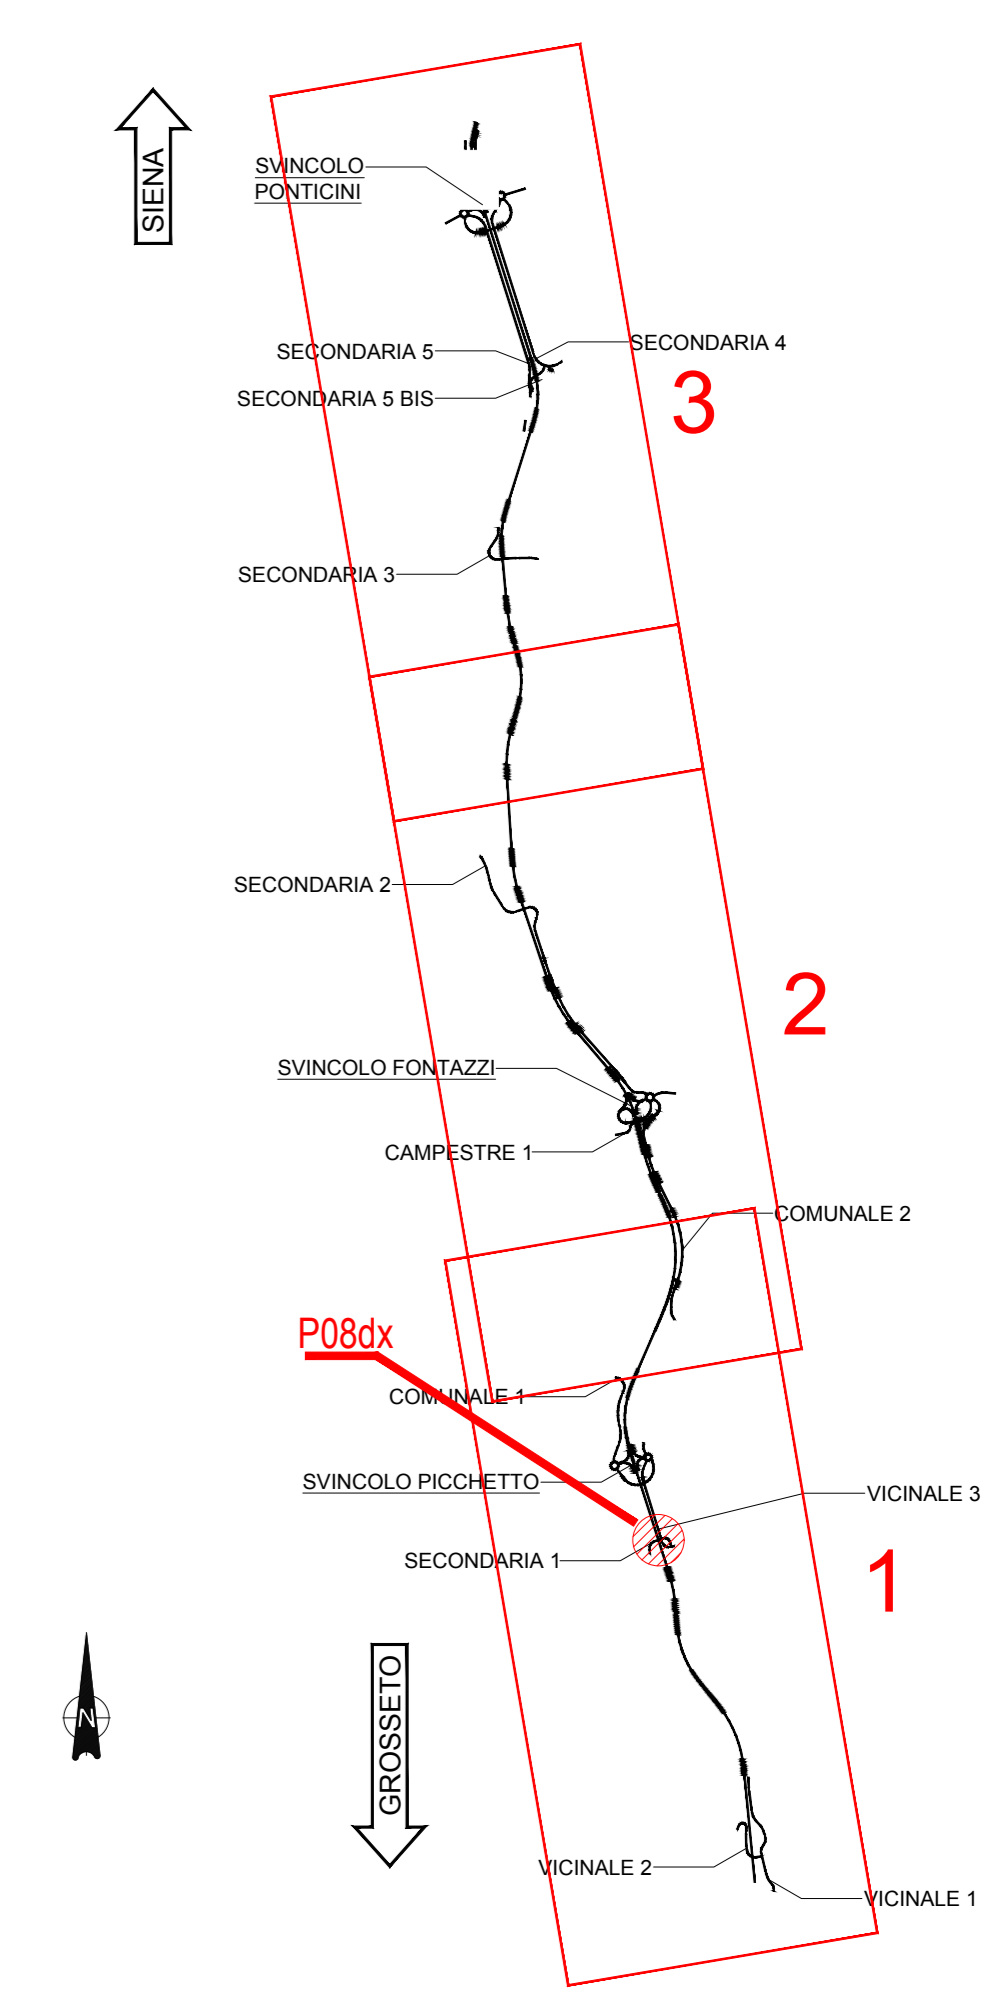 SIENA
SVINCOLO
PONTICINI
SECONDARIA 5
SECONDARIA 4
SECONDARIA 5 BIS
3
SECONDARIA 3
SECONDARIA 2
2
SVINCOLO FONTAZZI
CAMPESTRE 1
COMUNALE 2
P08dx
COMUNALE 1
SVINCOLO PICCHETTO
VICINALE 3
SECONDARIA 1
1
N
GROSSETO
VICINALE 2
VICINALE 1